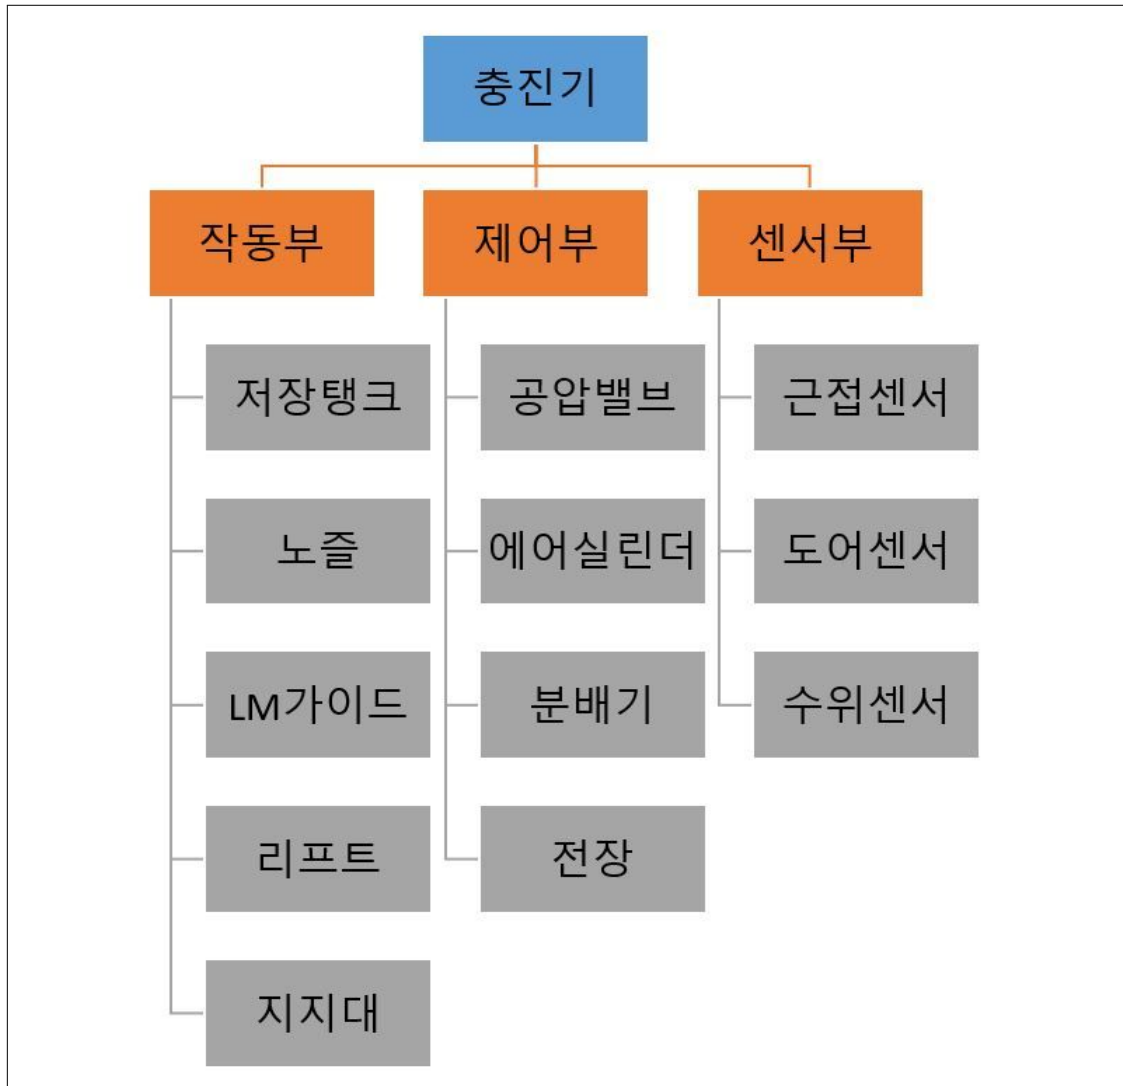 충진기
작동부
제어부
센서부
저장탱크
공압밸브
근접센서
노즐
에어실린더
도어센서
LM가이드
분배기
수위센서
리프트
전장
지지대